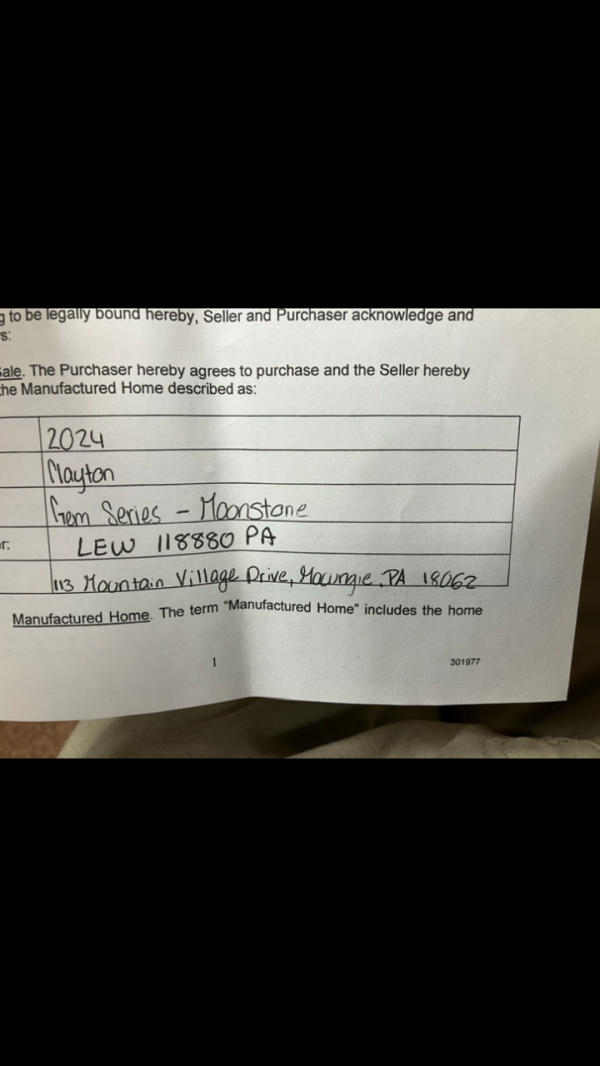 g to be legally bound hereby, Seller and Purchaser acknowledge and
s:
Sale. The Purchaser hereby agrees to purchase and the Seller hereby
the Manufactured Home described as:
2024
Clayton
Gem Series - Moonstone
er: LEW 118880 PA
113 Mountain Village Drive, Macungie, PA 18062
Manufactured Home. The term "Manufactured Home" includes the home
1 301977